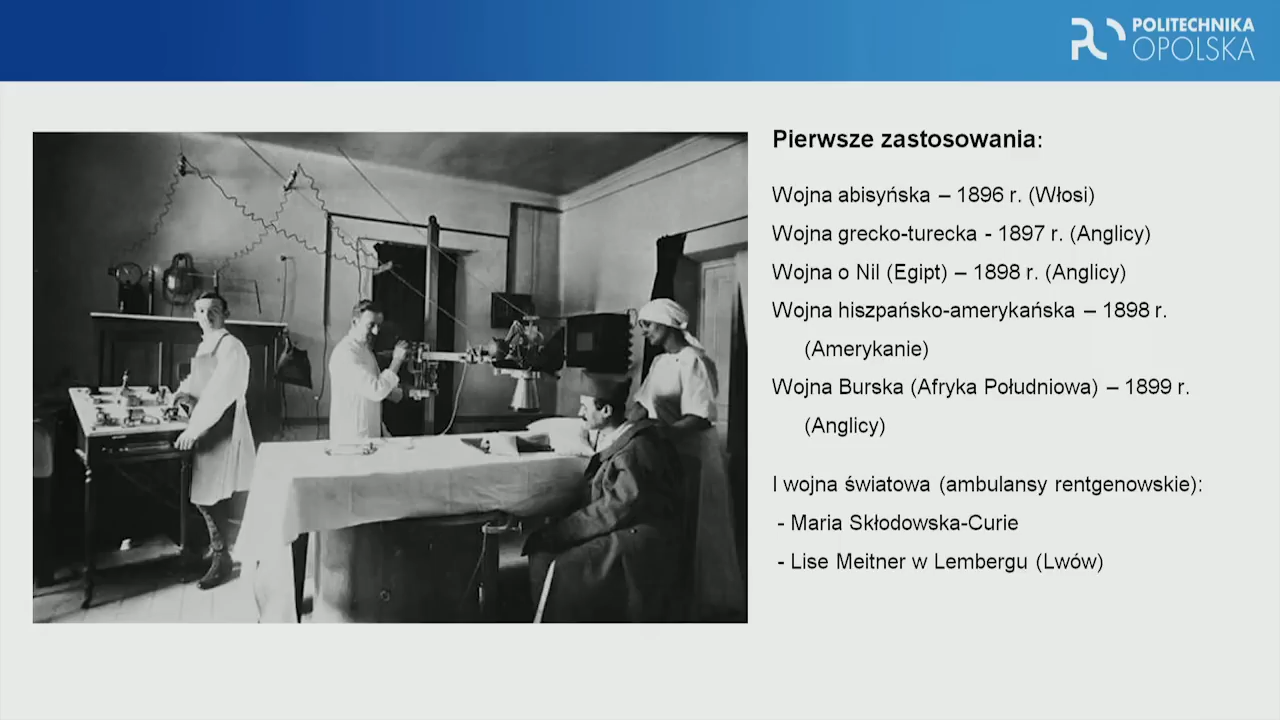 POLITECHNIKA
OPOLSKA
Pierwsze zastosowania:
Wojna abisyńska – 1896 r. (Włosi)
Wojna grecko-turecka - 1897 r. (Anglicy)
Wojna o Nil (Egipt) – 1898 r. (Anglicy)
Wojna hiszpańsko-amerykańska – 1898 r.
(Amerykanie)
Wojna Burska (Afryka Południowa) – 1899 r.
(Anglicy)
I wojna światowa (ambulansy rentgenowskie):
- Maria Skłodowska-Curie
- Lise Meitner w Lembergu (Lwów)